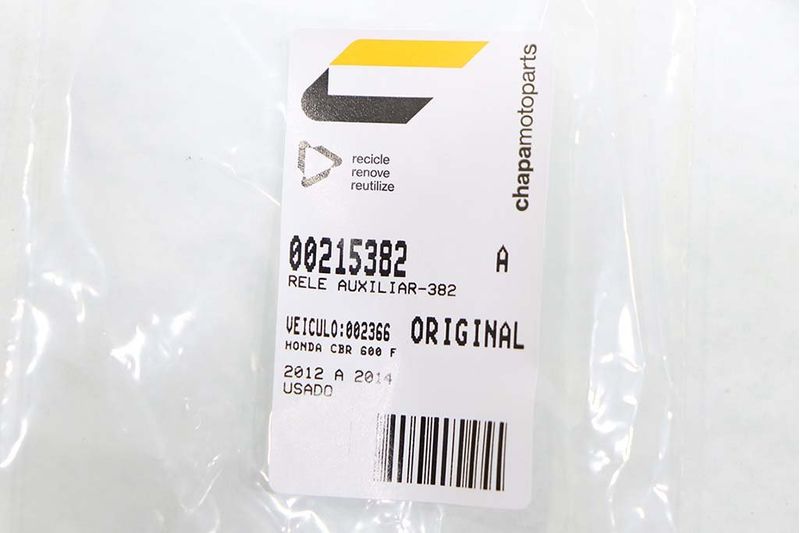 chapamotoparts
recicle
renove
reutilize
00215382 A
RELE AUXILIAR-382
VEICULO:002366 ORIGINAL
HONDA CBR 600 F
2012 A 2014
USADO